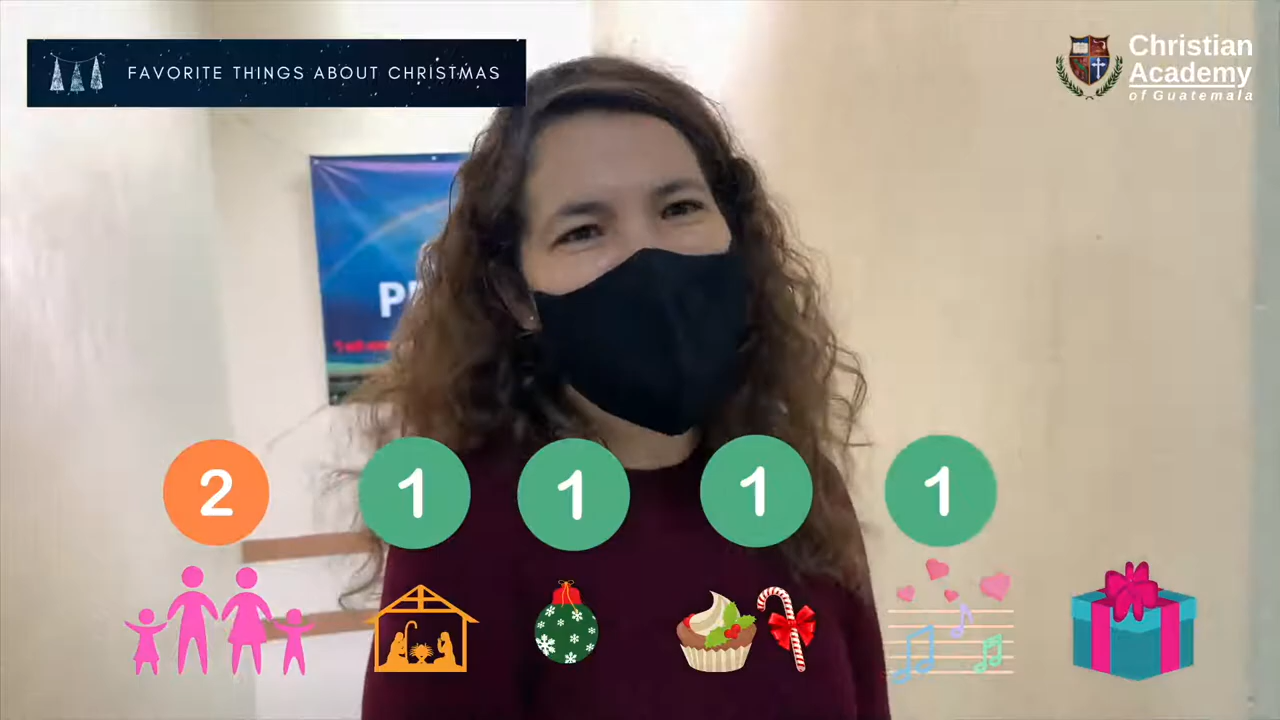 FAVORITE THINGS ABOUT CHRISTMAS
Christian
Academy
of Guatemala
2 1 1 1 1